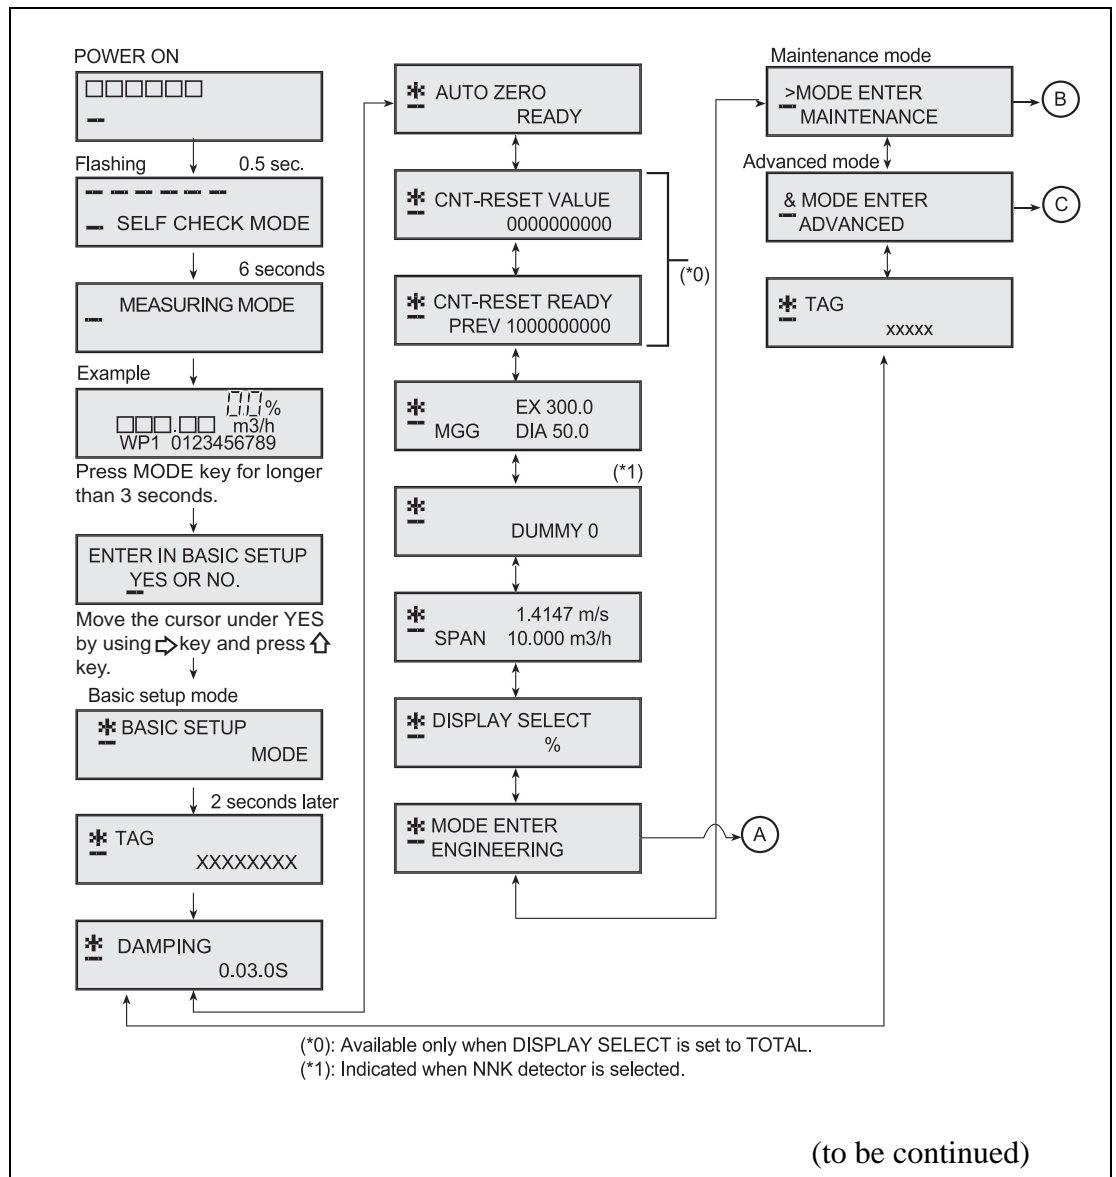 POWER ON
□□□□□□
Flashing 0.5 sec.
SELF CHECK MODE
6 seconds
MEASURING MODE
Example
00 %
□□□.□□ m3/h
WP1 0123456789
Press MODE key for longer
than 3 seconds.
ENTER IN BASIC SETUP
YES OR NO.
Move the cursor under YES
by using ⇨ key and press ⇧
key.
Basic setup mode
* BASIC SETUP
MODE
2 seconds later
* TAG
XXXXXXXX
* DAMPING
0.03.0S
* AUTO ZERO
READY
* CNT-RESET VALUE
0000000000
(*0)
* CNT-RESET READY
PREV 1000000000
* EX 300.0
MGG DIA 50.0
(*1)
*
DUMMY 0
* 1.4147 m/s
SPAN 10.000 m3/h
* DISPLAY SELECT
%
* MODE ENTER
ENGINEERING
A
Maintenance mode
>MODE ENTER
MAINTENANCE
B
Advanced mode
& MODE ENTER
ADVANCED
C
* TAG
xxxxx
(*0): Available only when DISPLAY SELECT is set to TOTAL.
(*1): Indicated when NNK detector is selected.
(to be continued)